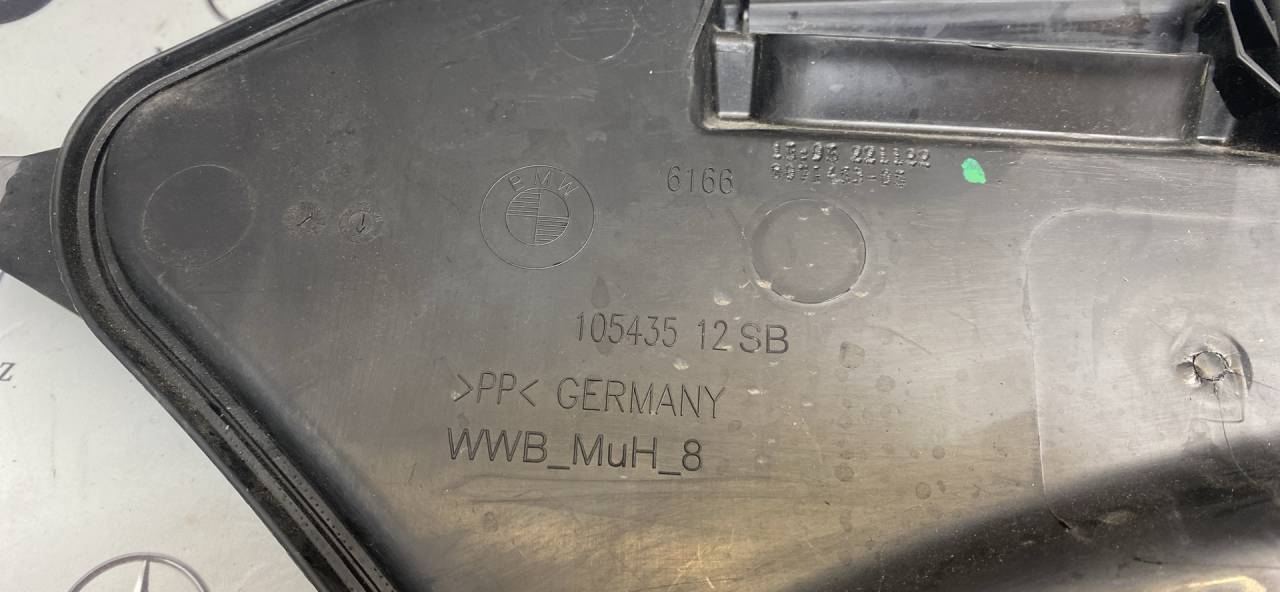 BMW
6166
105435 12 SB
>PP< GERMANY
WWB_MuH_8
Z